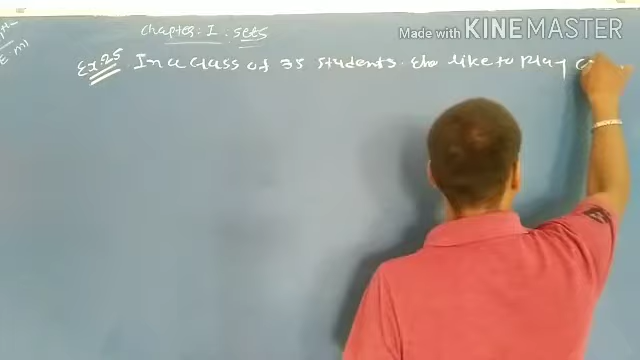 Made with KINEMASTER
chapter: I. sets
Ex.25 In a class of 35 students. who like to play
E. m)